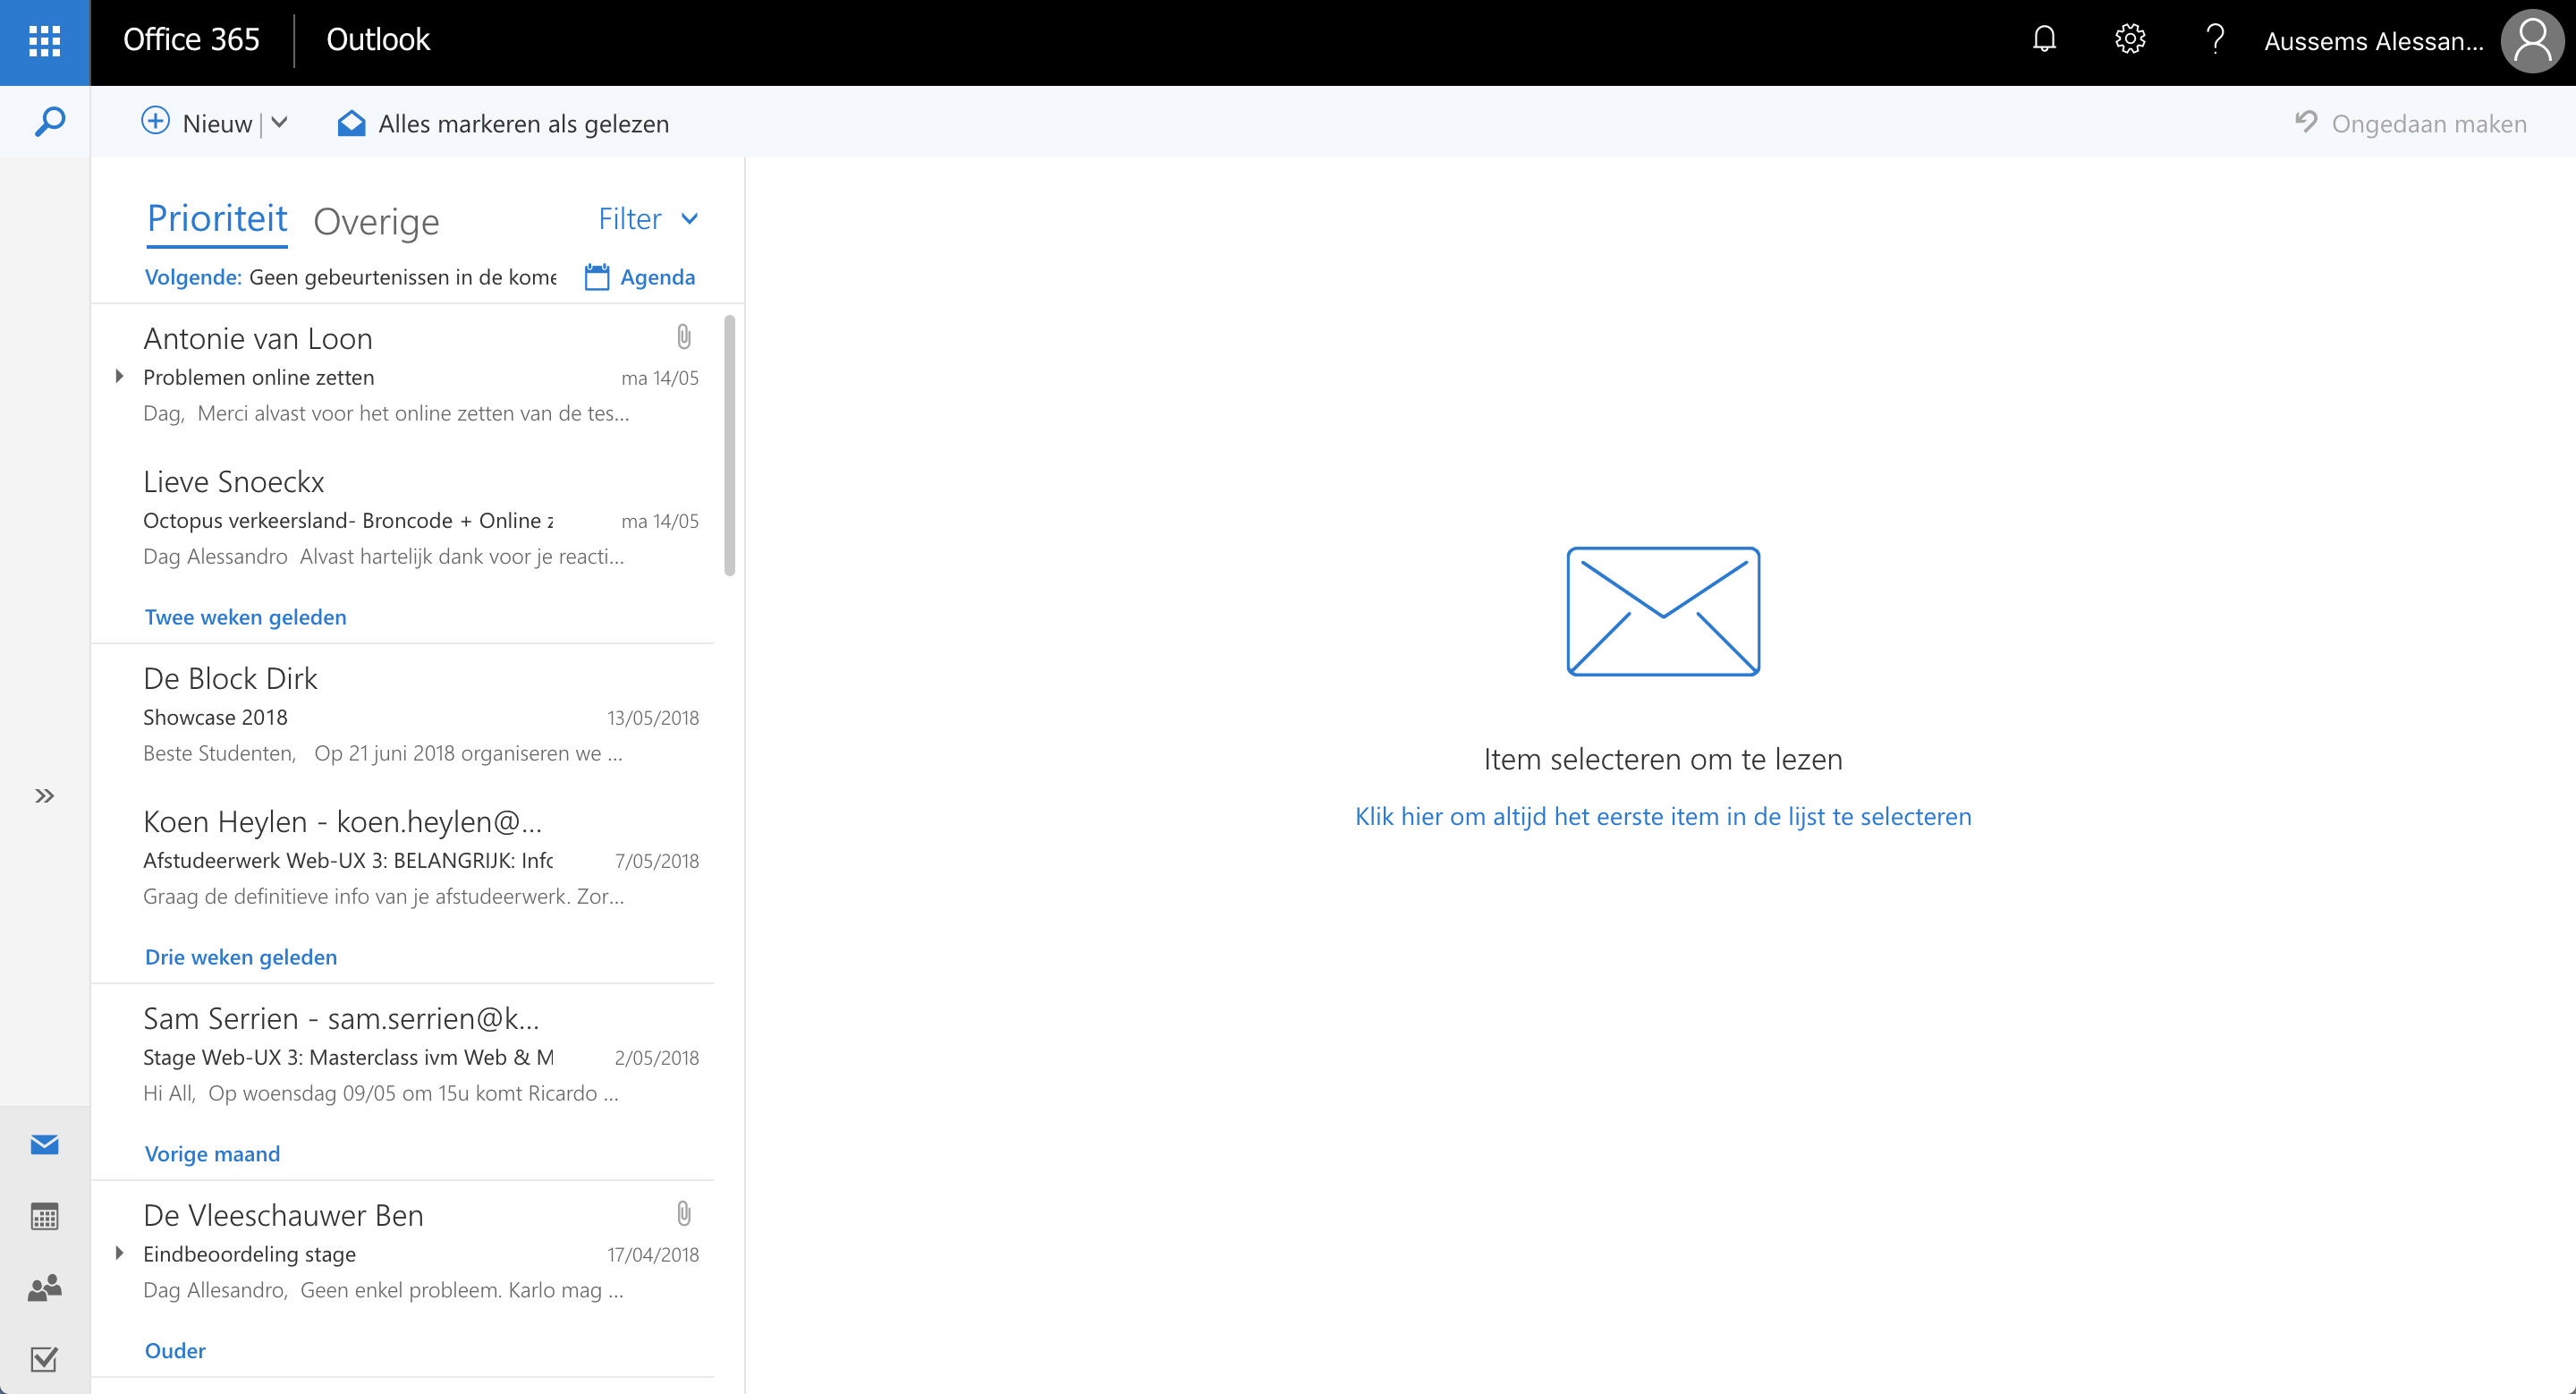 Office 365 Outlook Aussems Alessan...
Nieuw Alles markeren als gelezen Ongedaan maken
Prioriteit Overige Filter
Volgende: Geen gebeurtenissen in de kome Agenda
Antonie van Loon
Problemen online zetten ma 14/05
Dag, Merci alvast voor het online zetten van de tes...
Lieve Snoeckx
Octopus verkeersland- Broncode + Online z ma 14/05
Dag Alessandro Alvast hartelijk dank voor je reacti...
Twee weken geleden
De Block Dirk
Showcase 2018 13/05/2018
Beste Studenten, Op 21 juni 2018 organiseren we ...
Koen Heylen - koen.heylen@...
Afstudeerwerk Web-UX 3: BELANGRIJK: Info 7/05/2018
Graag de definitieve info van je afstudeerwerk. Zor...
Drie weken geleden
Sam Serrien - sam.serrien@k...
Stage Web-UX 3: Masterclass ivm Web & M 2/05/2018
Hi All, Op woensdag 09/05 om 15u komt Ricardo ...
Vorige maand
De Vleeschauwer Ben
Eindbeoordeling stage 17/04/2018
Dag Allesandro, Geen enkel probleem. Karlo mag ...
Ouder
Item selecteren om te lezen
Klik hier om altijd het eerste item in de lijst te selecteren